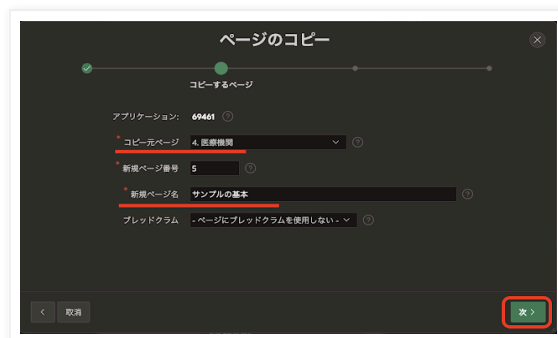 ページのコピー
コピーするページ
アプリケーション: 69461
* コピー元ページ 4. 医療機関
* 新規ページ番号 5
* 新規ページ名 サンプルの基本
ブレッドクラム - ページにブレッドクラムを使用しない -
取消
次 >